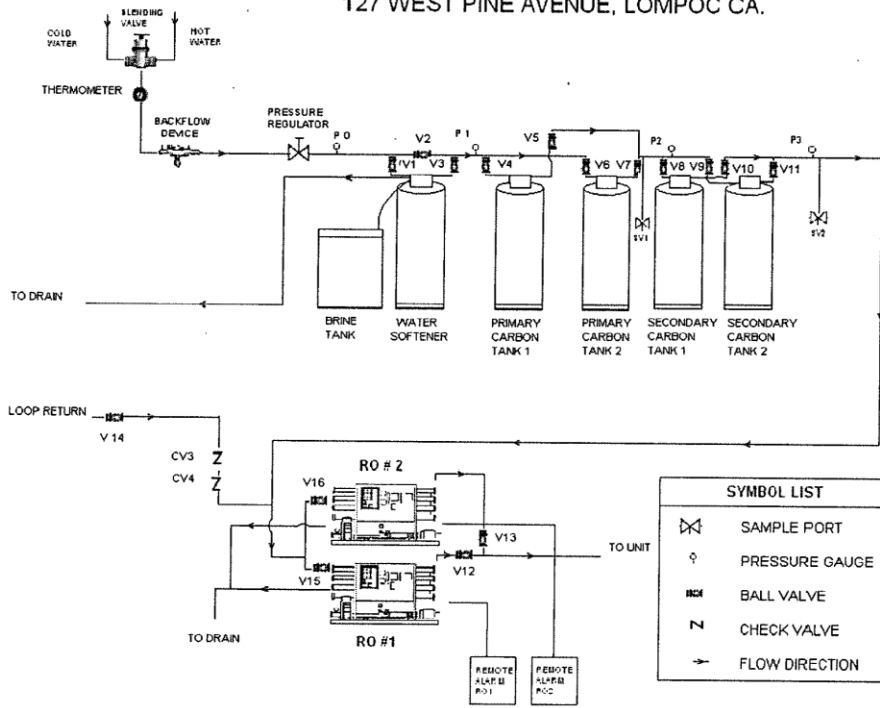 127 WEST PINE AVENUE, LOMPOC CA.
BLENDING
VALVE
COLD
WATER
HOT
WATER
THERMOMETER
BACKFLOW
DEVICE
PRESSURE
REGULATOR
P 0
V2
P 1
V5
P2
P3
V1
V3
V4
V6
V7
V8
V9
V10
V11
SV1
SV2
TO DRAIN
BRINE
TANK
WATER
SOFTENER
PRIMARY
CARBON
TANK 1
PRIMARY
CARBON
TANK 2
SECONDARY
CARBON
TANK 1
SECONDARY
CARBON
TANK 2
LOOP RETURN
V 14
CV3
CV4
RO # 2
V16
V13
V12
TO UNIT
V15
RO #1
TO DRAIN
REMOTE
ALARM
RO1
REMOTE
ALARM
RO2
SYMBOL LIST
SAMPLE PORT
PRESSURE GAUGE
BALL VALVE
CHECK VALVE
FLOW DIRECTION